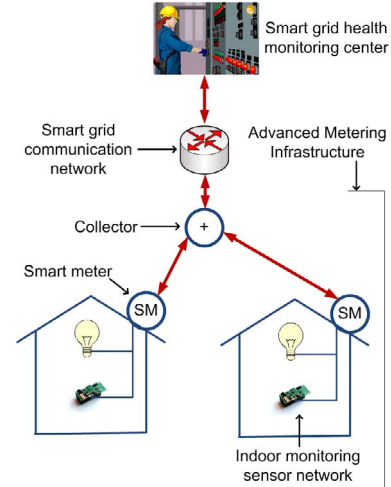 Smart grid health
monitoring center
Smart grid
communication
network
Advanced Metering
Infrastructure
Collector
+
Smart meter
SM
SM
Indoor monitoring
sensor network